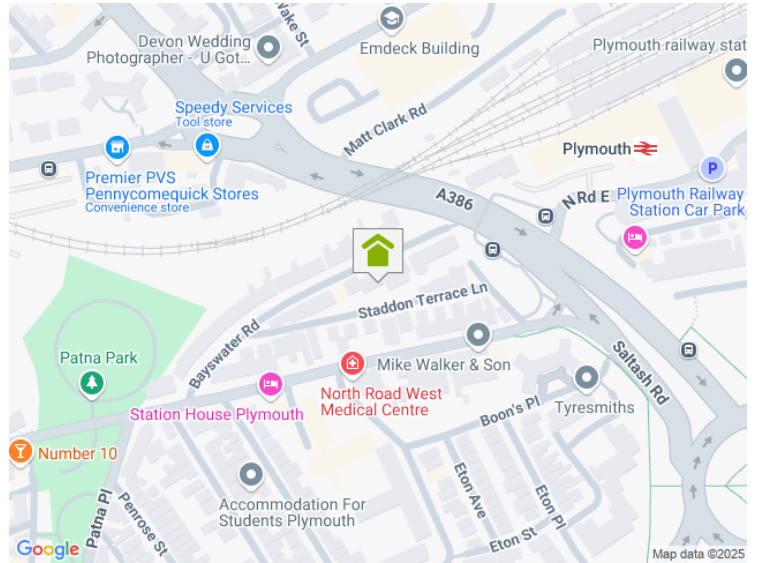 Wake St
Devon Wedding
Photographer - U Got...
Emdeck Building
Plymouth railway stat
Speedy Services
Tool store
Matt Clark Rd
Plymouth
Premier PVS
Pennycomequick Stores
Convenience store
A386
N Rd E
P
Plymouth Railway
Station Car Park
Staddon Terrace Ln
Bayswater Rd
Patna Park
Mike Walker & Son
Saltash Rd
Station House Plymouth
North Road West
Medical Centre
Boon's Pl
Tyresmiths
Number 10
Patna Pl
Penrose St
Accommodation For
Students Plymouth
Eton Ave
Eton Pl
Eton St
Google
Map data ©2025